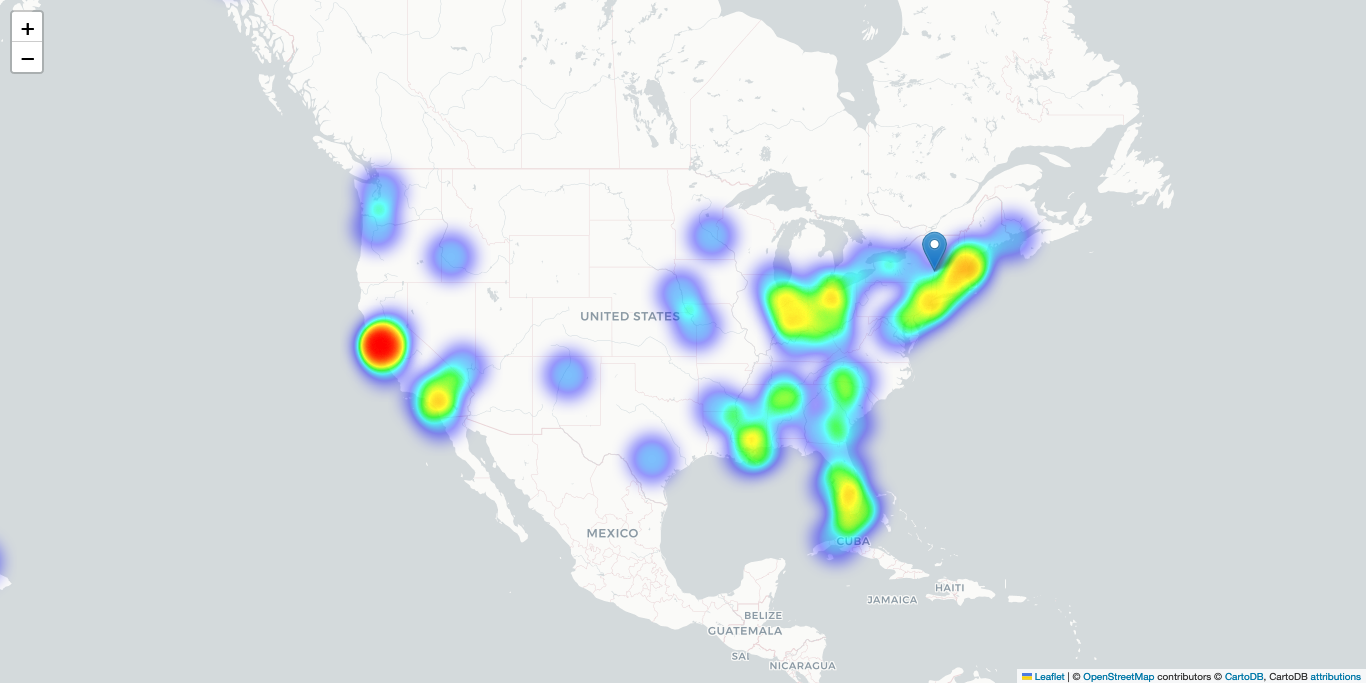 +
−
UNITED STATES
MEXICO
CUBA
HAITI
JAMAICA
BELIZE
GUATEMALA
SAL
NICARAGUA
Leaflet | © OpenStreetMap contributors © CartoDB, CartoDB attributions